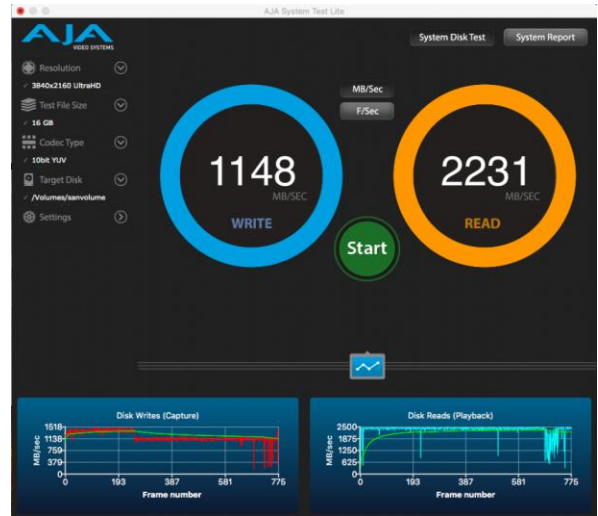 AJA System Test Lite
AJA
VIDEO SYSTEMS
System Disk Test
System Report
Resolution
3840x2160 UltraHD
Test File Size
16 GB
Codec Type
10bit YUV
Target Disk
/Volumes/sanvolume
Settings
MB/Sec
F/Sec
1148
MB/SEC
WRITE
2231
MB/SEC
READ
Start
Disk Writes (Capture)
1518
1138
759
379
0
MB/sec
0 193 387 581 775
Frame number
Disk Reads (Playback)
2500
1875
1250
625
0
MB/sec
0 193 387 581 775
Frame number